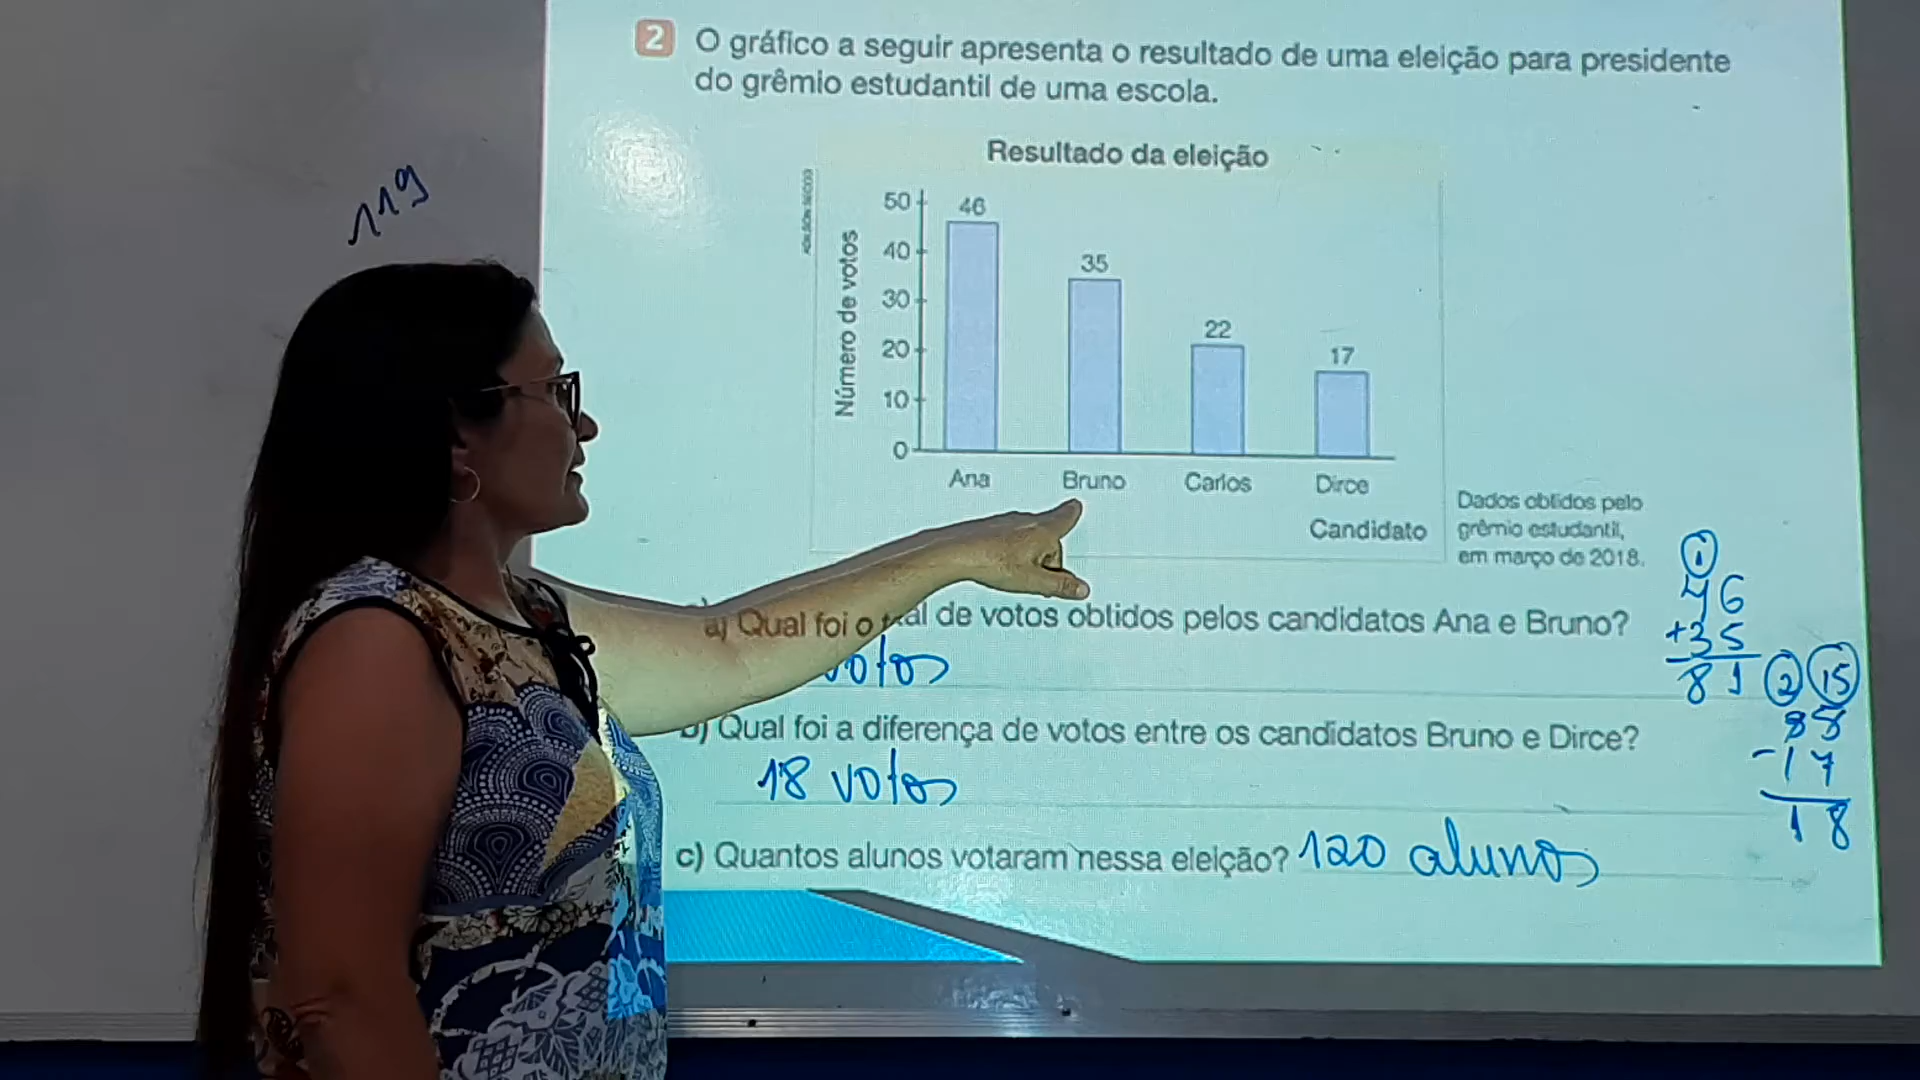 119
2 O gráfico a seguir apresenta o resultado de uma eleição para presidente
do grêmio estudantil de uma escola.
Resultado da eleição
Número de votos
50
40
30
20
10
0
46
35
22
17
Ana Bruno Carlos Dirce
Candidato
Dados obtidos pelo
grêmio estudantil,
em março de 2018.
a) Qual foi o de votos obtidos pelos candidatos Ana e Bruno?
votos
1
46
+35
81
b) Qual foi a diferença de votos entre os candidatos Bruno e Dirce?
18 votos
2 15
35
-17
18
c) Quantos alunos votaram nessa eleição? 120 alunos